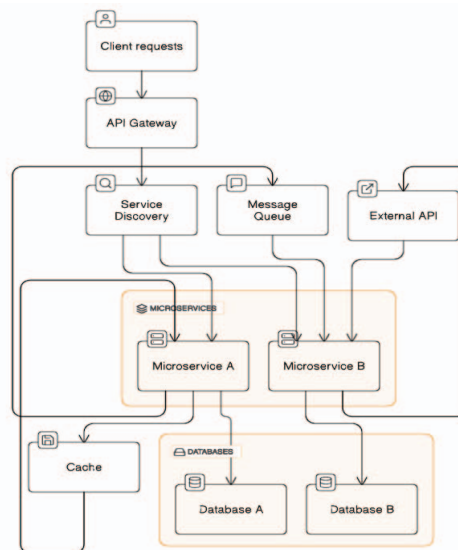 Client requests
API Gateway
Service
Discovery
Message
Queue
External API
MICROSERVICES
Microservice A
Microservice B
Cache
DATABASES
Database A
Database B